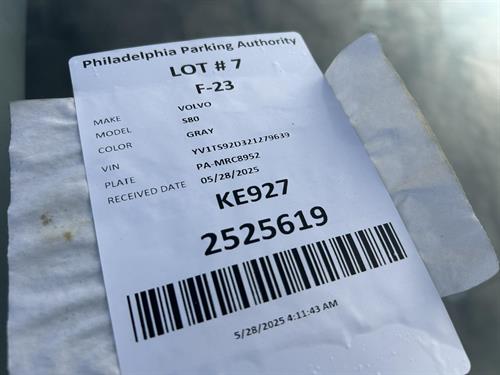 Philadelphia Parking Authority
LOT # 7
F-23
MAKE VOLVO
MODEL S80
COLOR GRAY
VIN YV1TS92D321279639
PLATE PA-MRC8952
RECEIVED DATE 05/28/2025
KE927
2525619
5/28/2025 4:11:43 AM